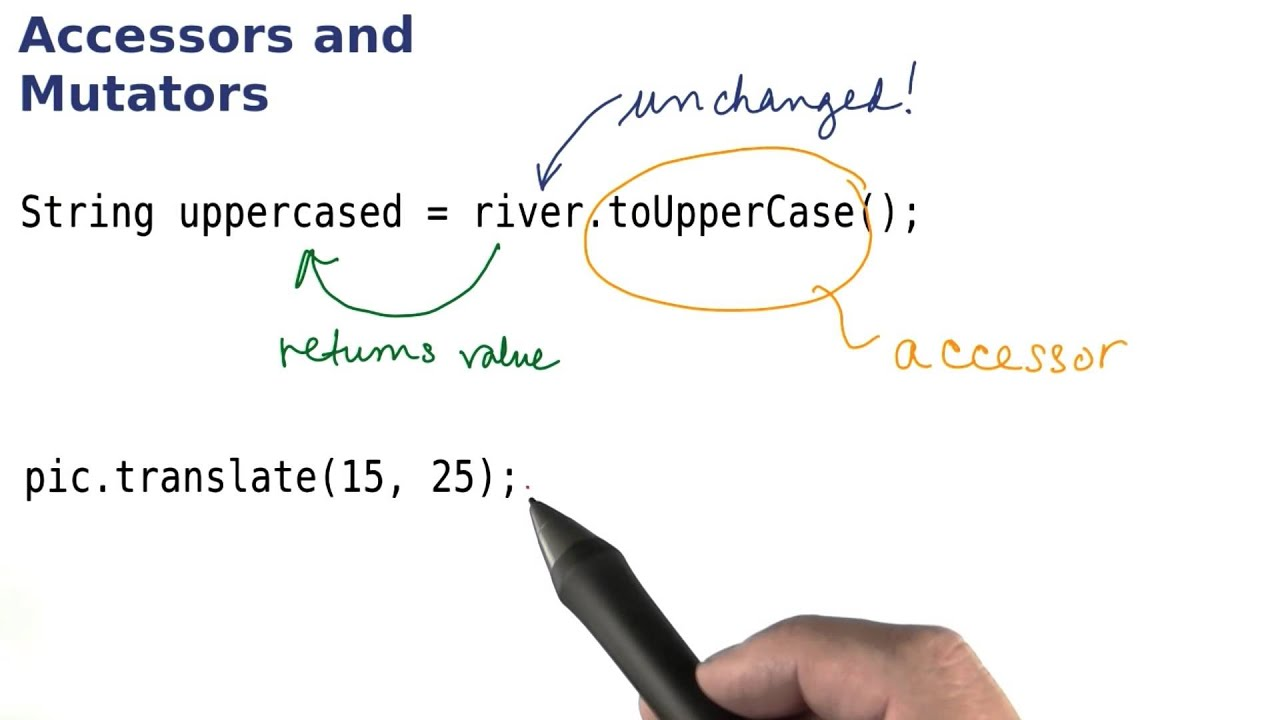 Accessors and
Mutators
unchanged!
String uppercased = river.toUpperCase();
returns value
accessor
pic.translate(15, 25);